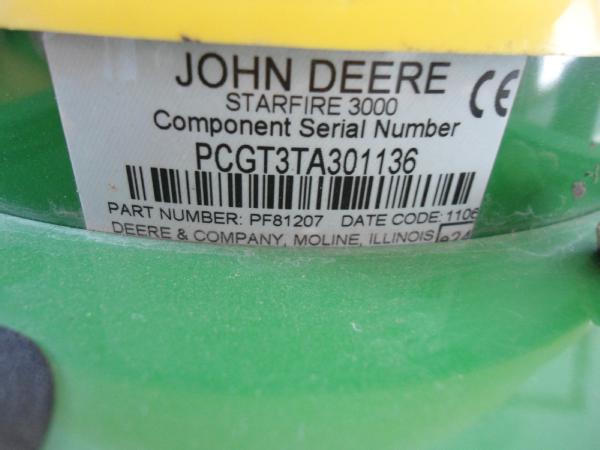 JOHN DEERE
STARFIRE 3000
CE
Component Serial Number
PCGT3TA301136
PART NUMBER: PF81207 DATE CODE: 1106
DEERE & COMPANY, MOLINE, ILLINOIS e24